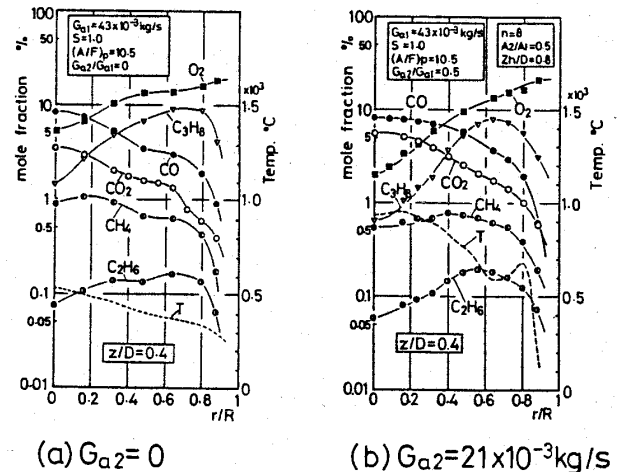 %
100
50
10
5
1
0.5
0.1
0.05
0.01
mole fraction
Ga1=43x10-3kg/s
S=1.0
(A/F)p=10.5
Ga2/Ga1=0
O2
C3H8
CO
CO2
CH4
C2H6
T
z/D=0.4
x10³
1.5
1.0
0.5
0
Temp. °C
0 0.2 0.4 0.6 0.8 1
r/R
(a) Ga2=0
%
100
50
10
5
1
0.5
0.1
0.05
0.01
mole fraction
Ga1=43x10-3kg/s
S=1.0
(A/F)p=10.5
Ga2/Ga1=0.5
n=8
A2/A1=0.5
Zh/D=0.8
CO
O2
C3H8
CO2
CH4
T
C2H6
z/D=0.4
x10³
1.5
1.0
0.5
0
Temp. °C
0 0.2 0.4 0.6 0.8 1
r/R
(b) Ga2=21x10-3kg/s